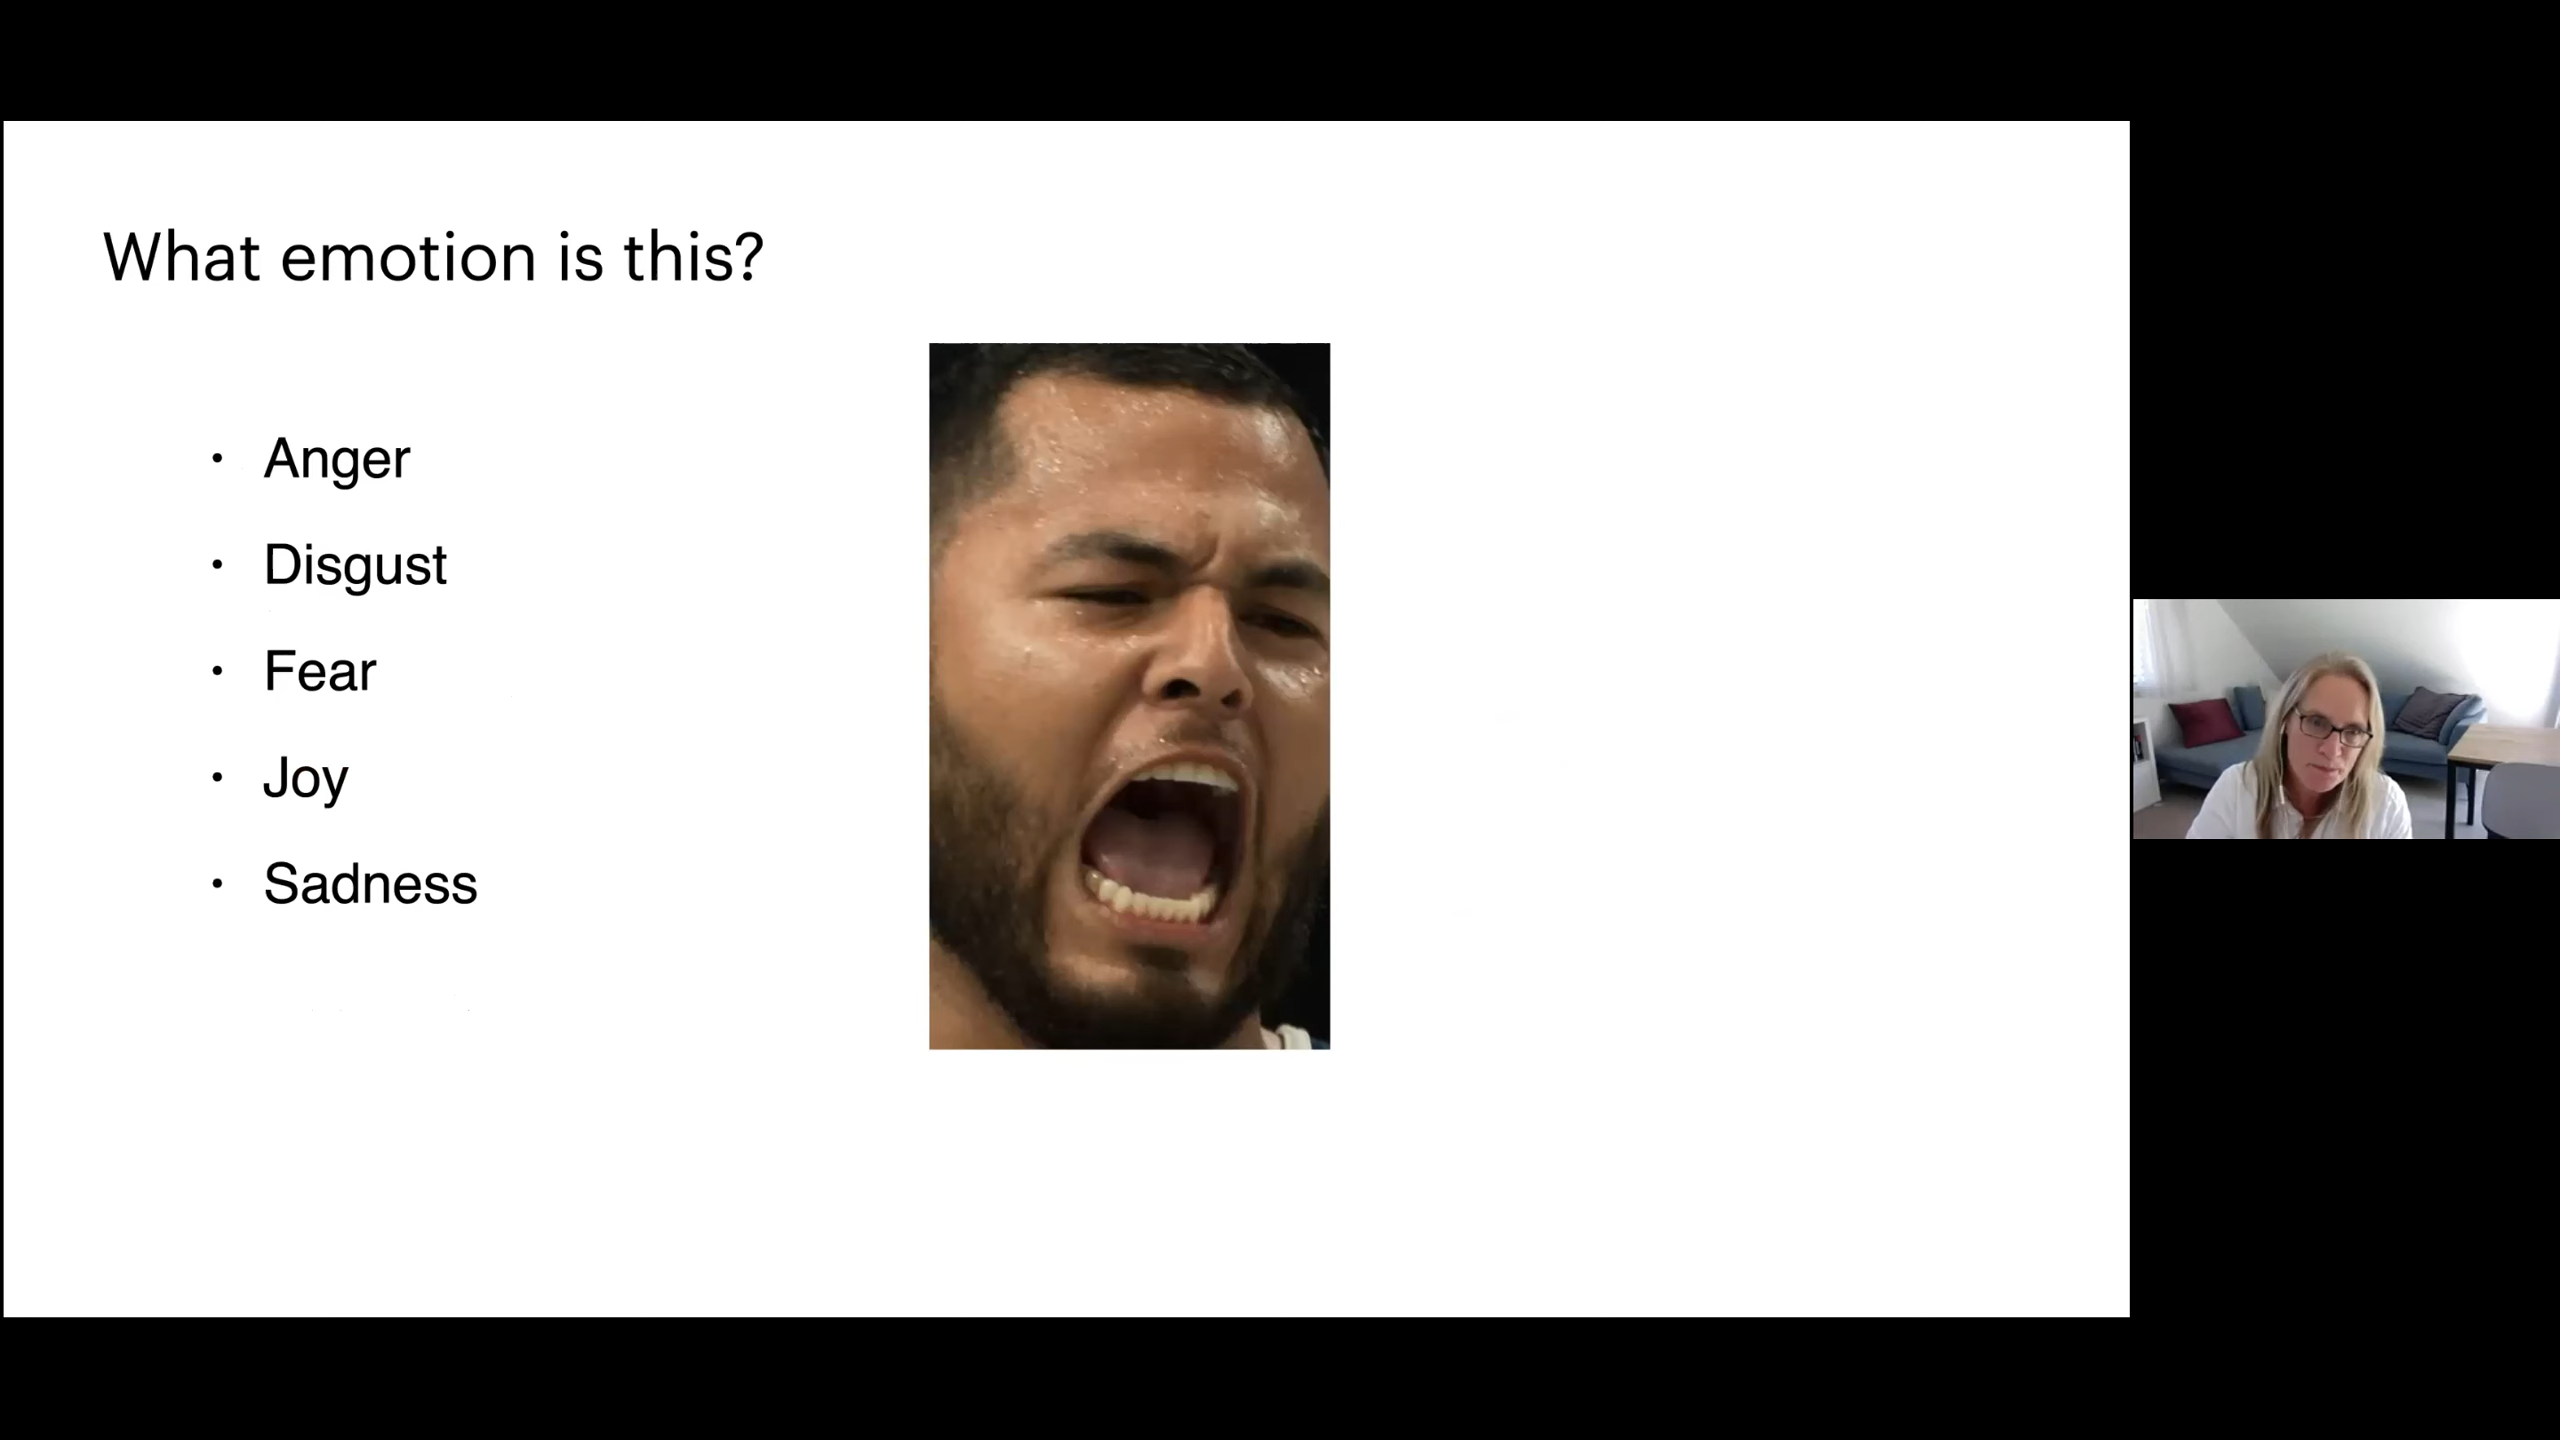 What emotion is this?
• Anger
• Disgust
• Fear
• Joy
• Sadness